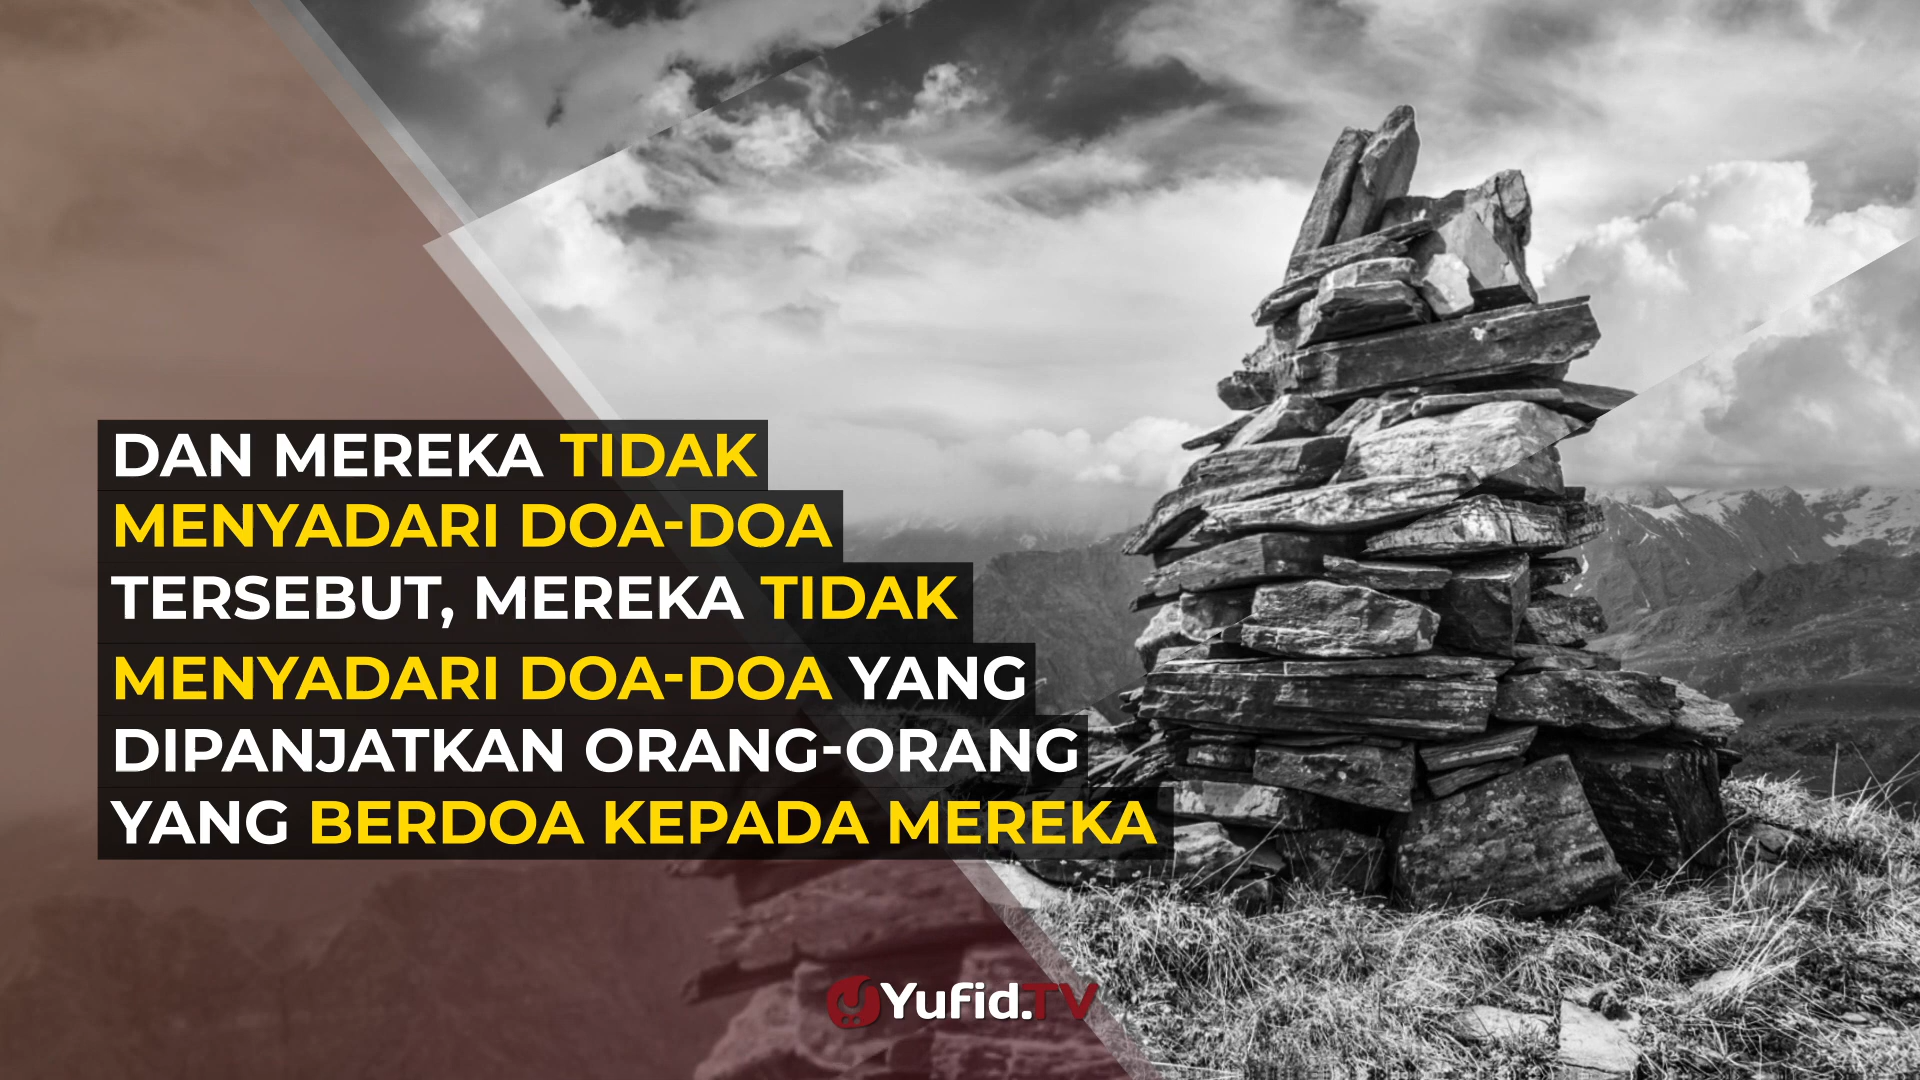 DAN MEREKA TIDAK
MENYADARI DOA-DOA
TERSEBUT, MEREKA TIDAK
MENYADARI DOA-DOA YANG
DIPANJATKAN ORANG-ORANG
YANG BERDOA KEPADA MEREKA
Yufid.TV